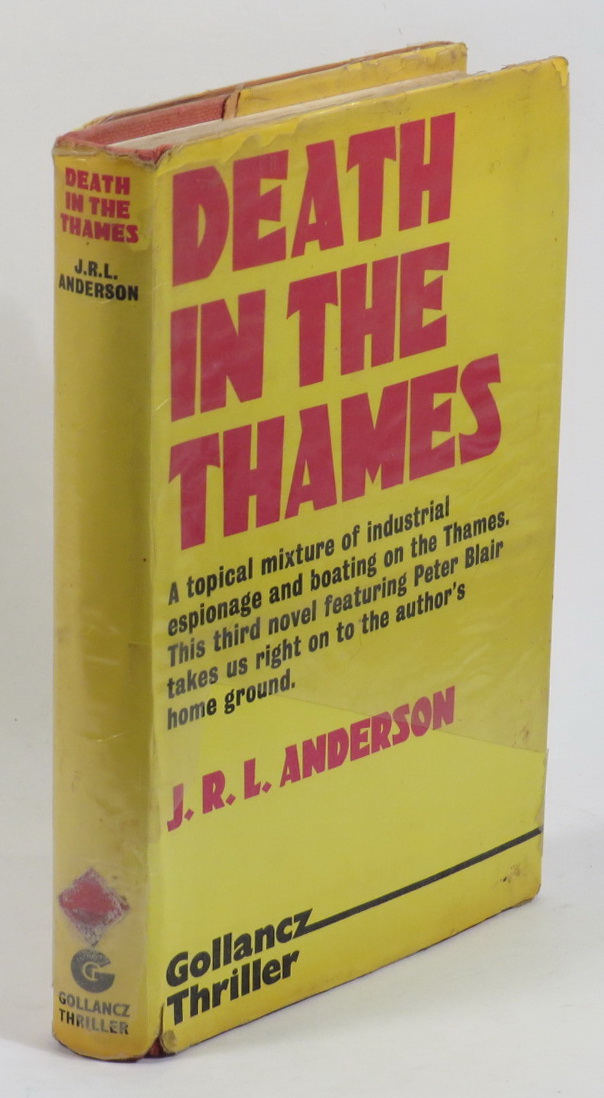 DEATH
IN THE
THAMES
J.R.L.
ANDERSON
G
GOLLANCZ
THRILLER
DEATH
IN THE
THAMES
A topical mixture of industrial
espionage and boating on the Thames.
This third novel featuring Peter Blair
takes us right on to the author's
home ground.
J. R. L. ANDERSON
Gollancz
Thriller